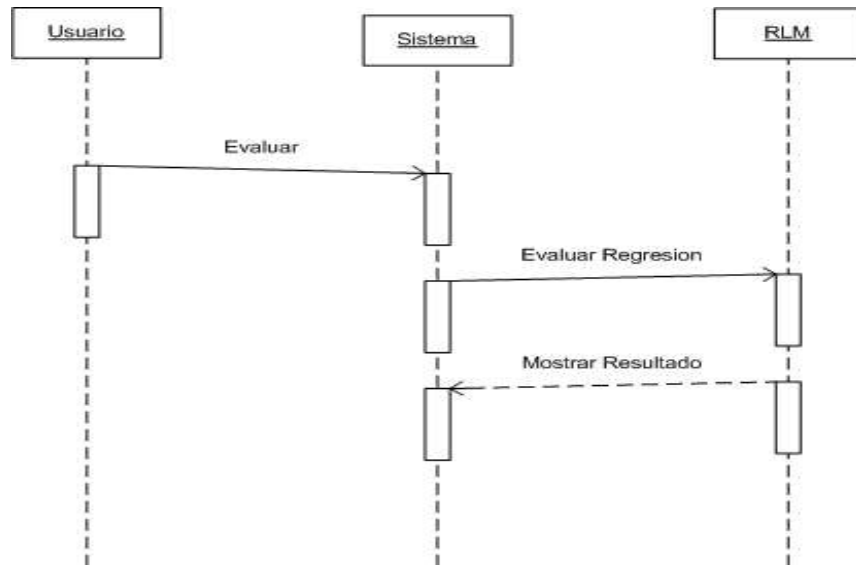 Usuario
Sistema
RLM
Evaluar
Evaluar Regresion
Mostrar Resultado